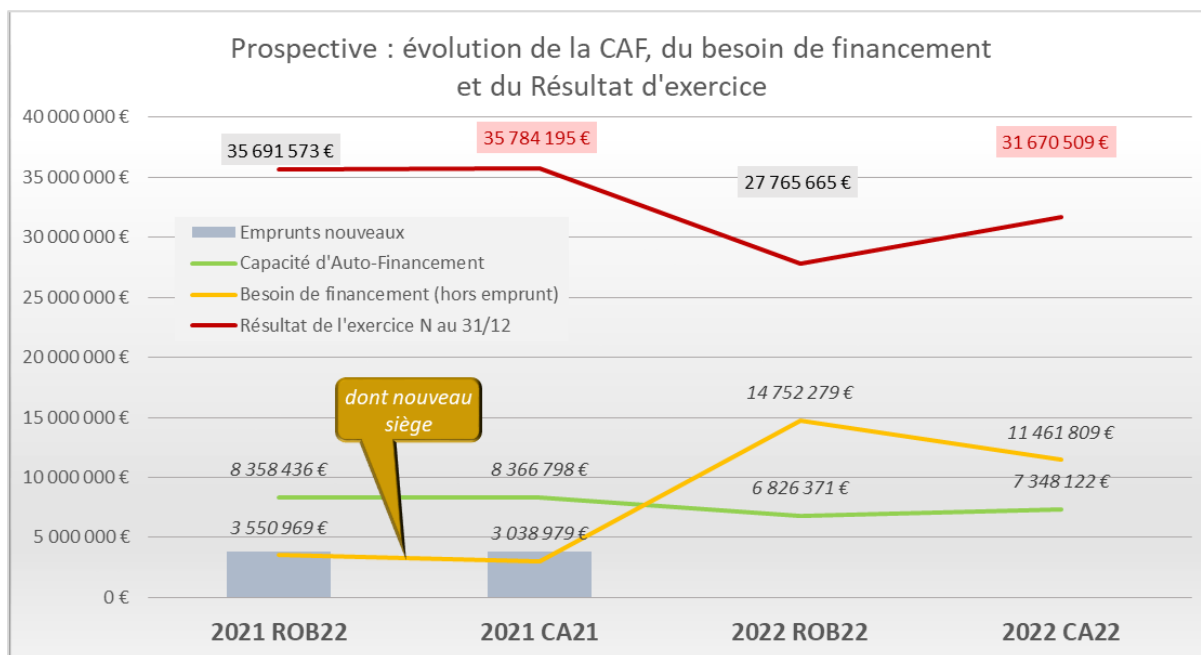 Prospective : évolution de la CAF, du besoin de financement
et du Résultat d'exercice
40 000 000 €
35 000 000 €
30 000 000 €
25 000 000 €
20 000 000 €
15 000 000 €
10 000 000 €
5 000 000 €
0 €
35 691 573 €
35 784 195 €
27 765 665 €
31 670 509 €
Emprunts nouveaux
Capacité d'Auto-Financement
Besoin de financement (hors emprunt)
Résultat de l'exercice N au 31/12
dont nouveau
siège
14 752 279 €
11 461 809 €
8 358 436 €
8 366 798 €
6 826 371 €
7 348 122 €
3 550 969 €
3 038 979 €
2021 ROB22
2021 CA21
2022 ROB22
2022 CA22